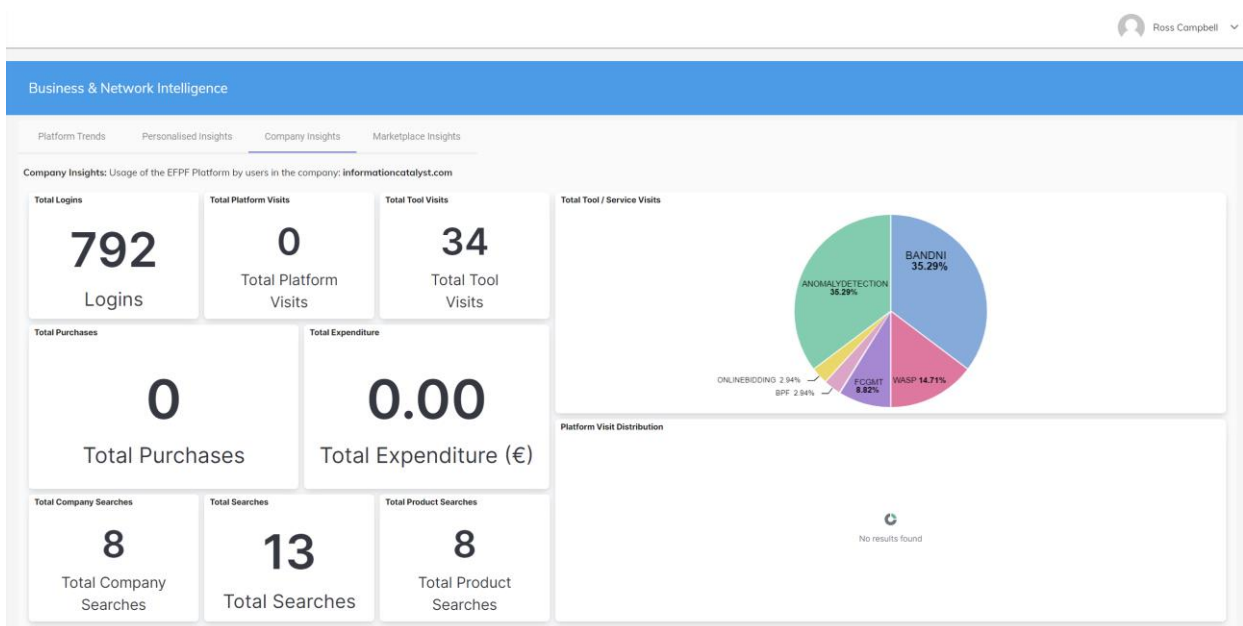 Ross Campbell
Business & Network Intelligence
Platform Trends
Personalised Insights
Company Insights
Marketplace Insights
Company Insights: Usage of the EFPF Platform by users in the company: informationcatalyst.com
Total Logins
792
Logins
Total Platform Visits
0
Total Platform
Visits
Total Tool Visits
34
Total Tool
Visits
Total Tool / Service Visits
BANDNI
35.29%
ANOMALYDETECTION
35.29%
ONLINEBIDDING 2.94%
BPF 2.94%
FCGMT
8.82%
WASP 14.71%
Total Purchases
0
Total Purchases
Total Expenditure
0.00
Total Expenditure (€)
Platform Visit Distribution
No results found
Total Company Searches
8
Total Company
Searches
Total Searches
13
Total Searches
Total Product Searches
8
Total Product
Searches